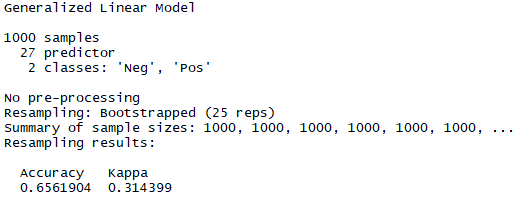 Generalized Linear Model
1000 samples
27 predictor
2 classes: 'Neg', 'Pos'
No pre-processing
Resampling: Bootstrapped (25 reps)
Summary of sample sizes: 1000, 1000, 1000, 1000, 1000, 1000, ...
Resampling results:
Accuracy Kappa
0.6561904 0.314399